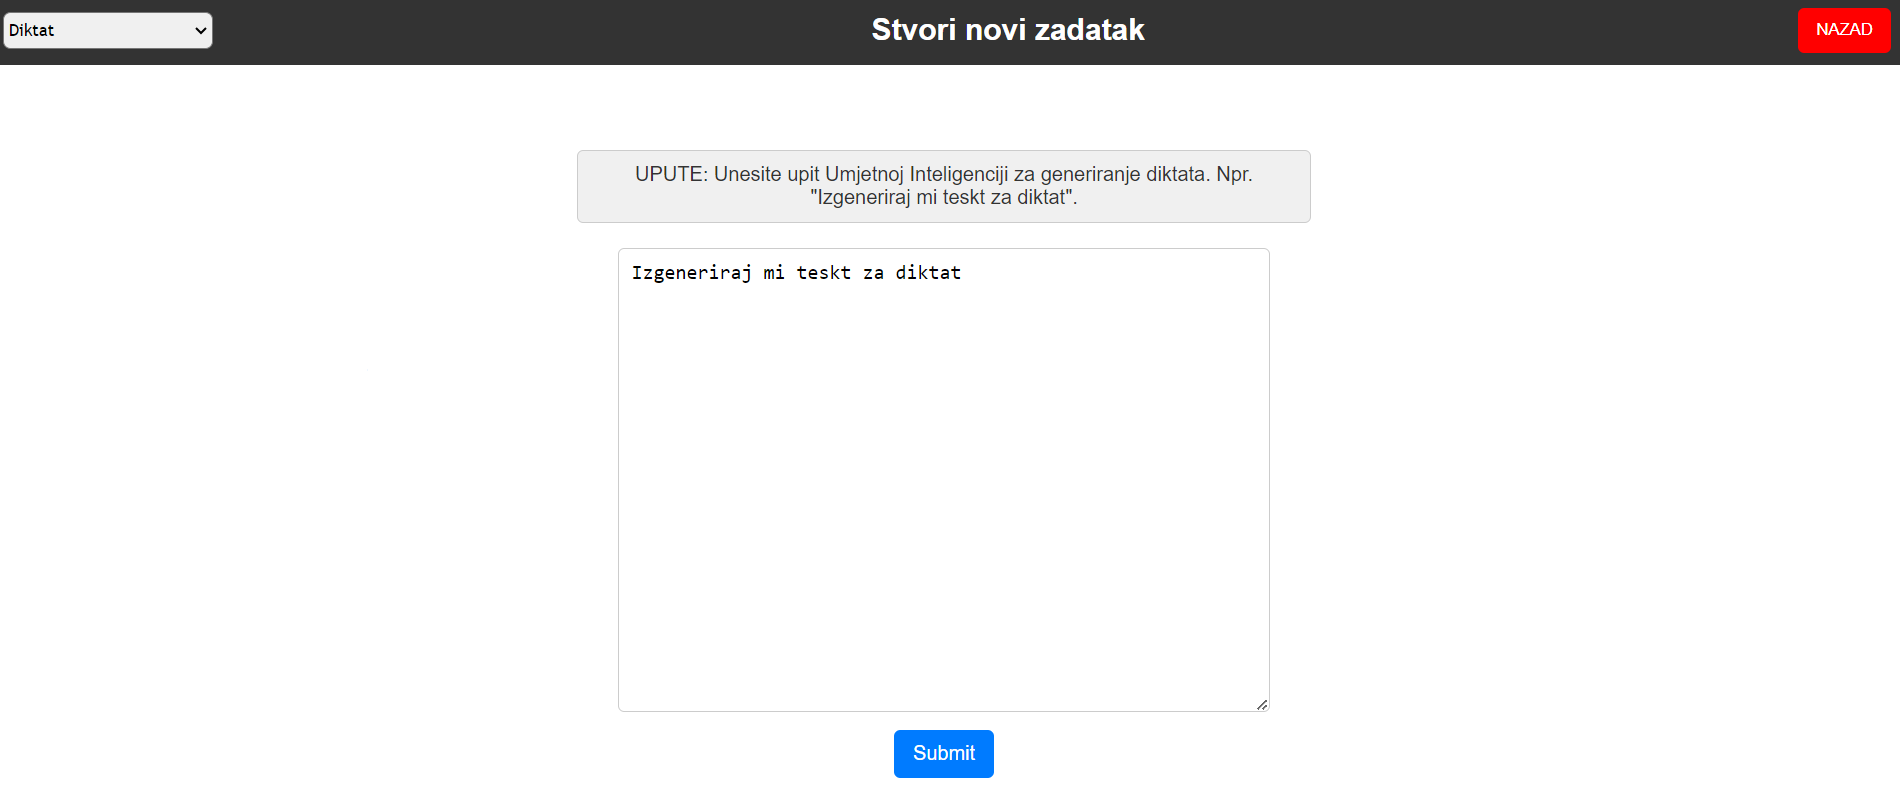 Diktat
Stvori novi zadatak
NAZAD
UPUTE: Unesite upit Umjetnoj Inteligenciji za generiranje diktata. Npr.
"Izgeneriraj mi teskt za diktat".
Izgeneriraj mi teskt za diktat
Submit